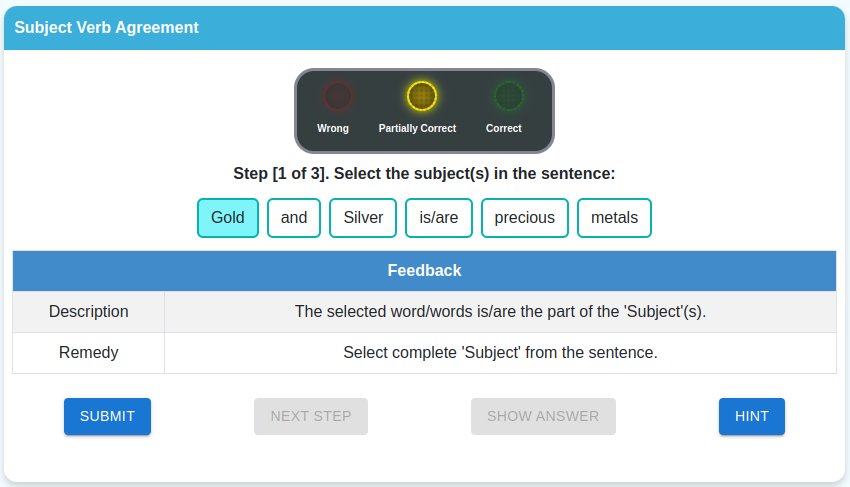 Subject Verb Agreement
Wrong Partially Correct Correct
Step [1 of 3]. Select the subject(s) in the sentence:
Gold and Silver is/are precious metals
Feedback
Description The selected word/words is/are the part of the 'Subject'(s).
Remedy Select complete 'Subject' from the sentence.
SUBMIT NEXT STEP SHOW ANSWER HINT